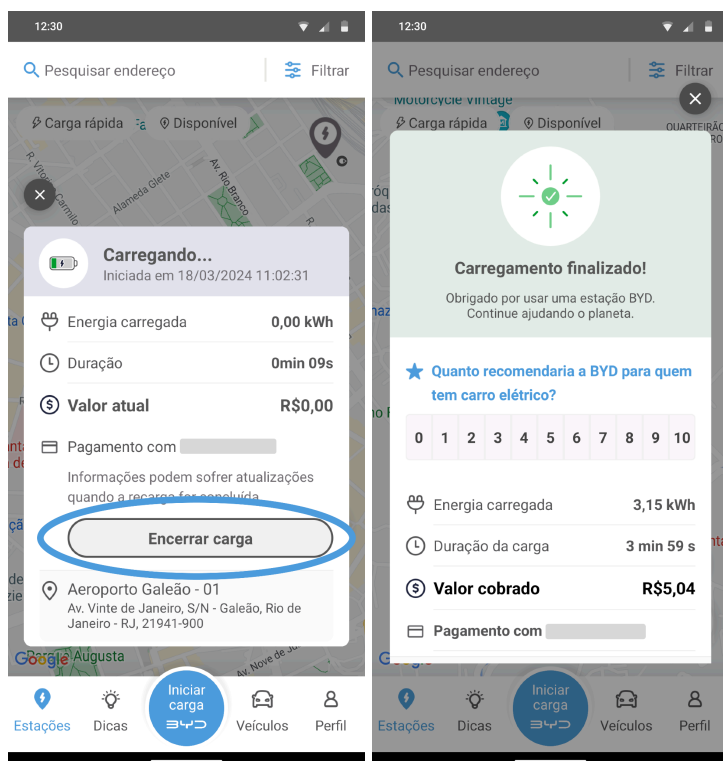 12:30
Pesquisar endereço
Filtrar
Carga rápida
Disponível
R. Vitorino Carmilo
Alameda Glete
Av. Rio Branco
R.
Carregando...
Iniciada em 18/03/2024 11:02:31
Energia carregada 0,00 kWh
Duração 0min 09s
Valor atual R$0,00
Pagamento com
Informações podem sofrer atualizações
quando a recarga for concluída
Encerrar carga
Aeroporto Galeão - 01
Av. Vinte de Janeiro, S/N - Galeão, Rio de
Janeiro - RJ, 21941-900
Google
Augusta
Av. Nove de Ju
Estações
Dicas
Iniciar
carga
BYD
Veículos
Perfil
12:30
Pesquisar endereço
Filtrar
Motorcycle Vintage
Carga rápida
Disponível
QUARTEIRÃO
Carregamento finalizado!
Obrigado por usar uma estação BYD.
Continue ajudando o planeta.
Quanto recomendaria a BYD para quem
tem carro elétrico?
0 1 2 3 4 5 6 7 8 9 10
Energia carregada 3,15 kWh
Duração da carga 3 min 59 s
Valor cobrado R$5,04
Pagamento com
Estações
Dicas
Iniciar
carga
BYD
Veículos
Perfil